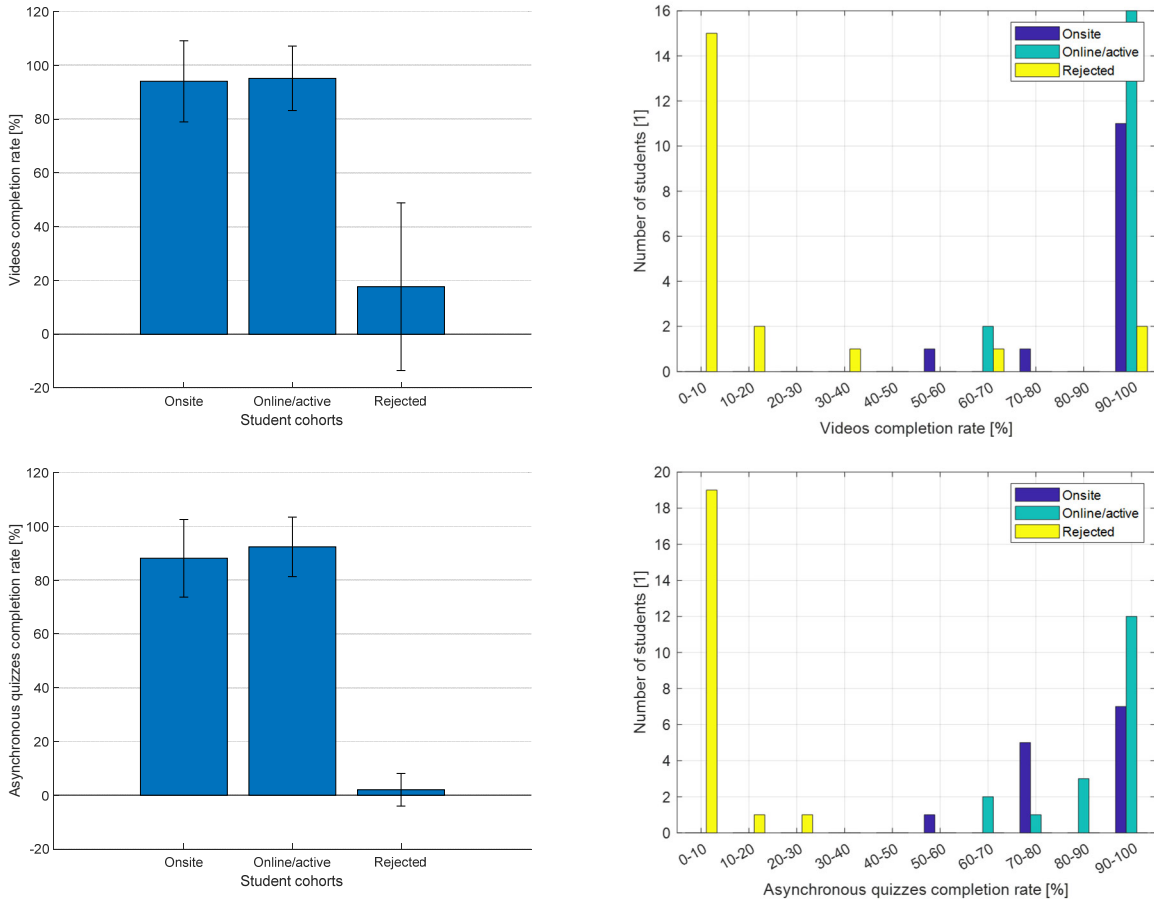 120
100
80
60
40
20
0
-20
Videos completion rate [%]
Onsite
Online/active
Rejected
Student cohorts
16
14
12
10
8
6
4
2
0
Number of students [1]
Onsite
Online/active
Rejected
0-10
10-20
20-30
30-40
40-50
50-60
60-70
70-80
80-90
90-100
Videos completion rate [%]
120
100
80
60
40
20
0
-20
Asynchronous quizzes completion rate [%]
Onsite
Online/active
Rejected
Student cohorts
20
18
16
14
12
10
8
6
4
2
0
Number of students [1]
Onsite
Online/active
Rejected
0-10
10-20
20-30
30-40
40-50
50-60
60-70
70-80
80-90
90-100
Asynchronous quizzes completion rate [%]